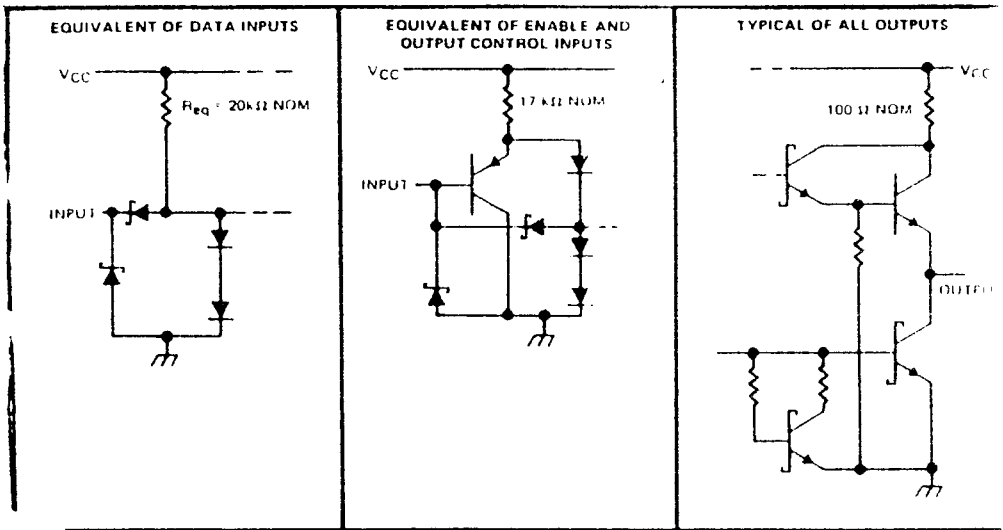 EQUIVALENT OF DATA INPUTS
VCC
Req = 20kΩ NOM
INPUT
EQUIVALENT OF ENABLE AND
OUTPUT CONTROL INPUTS
VCC
17 kΩ NOM
INPUT
TYPICAL OF ALL OUTPUTS
VCC
100 Ω NOM
OUTPU